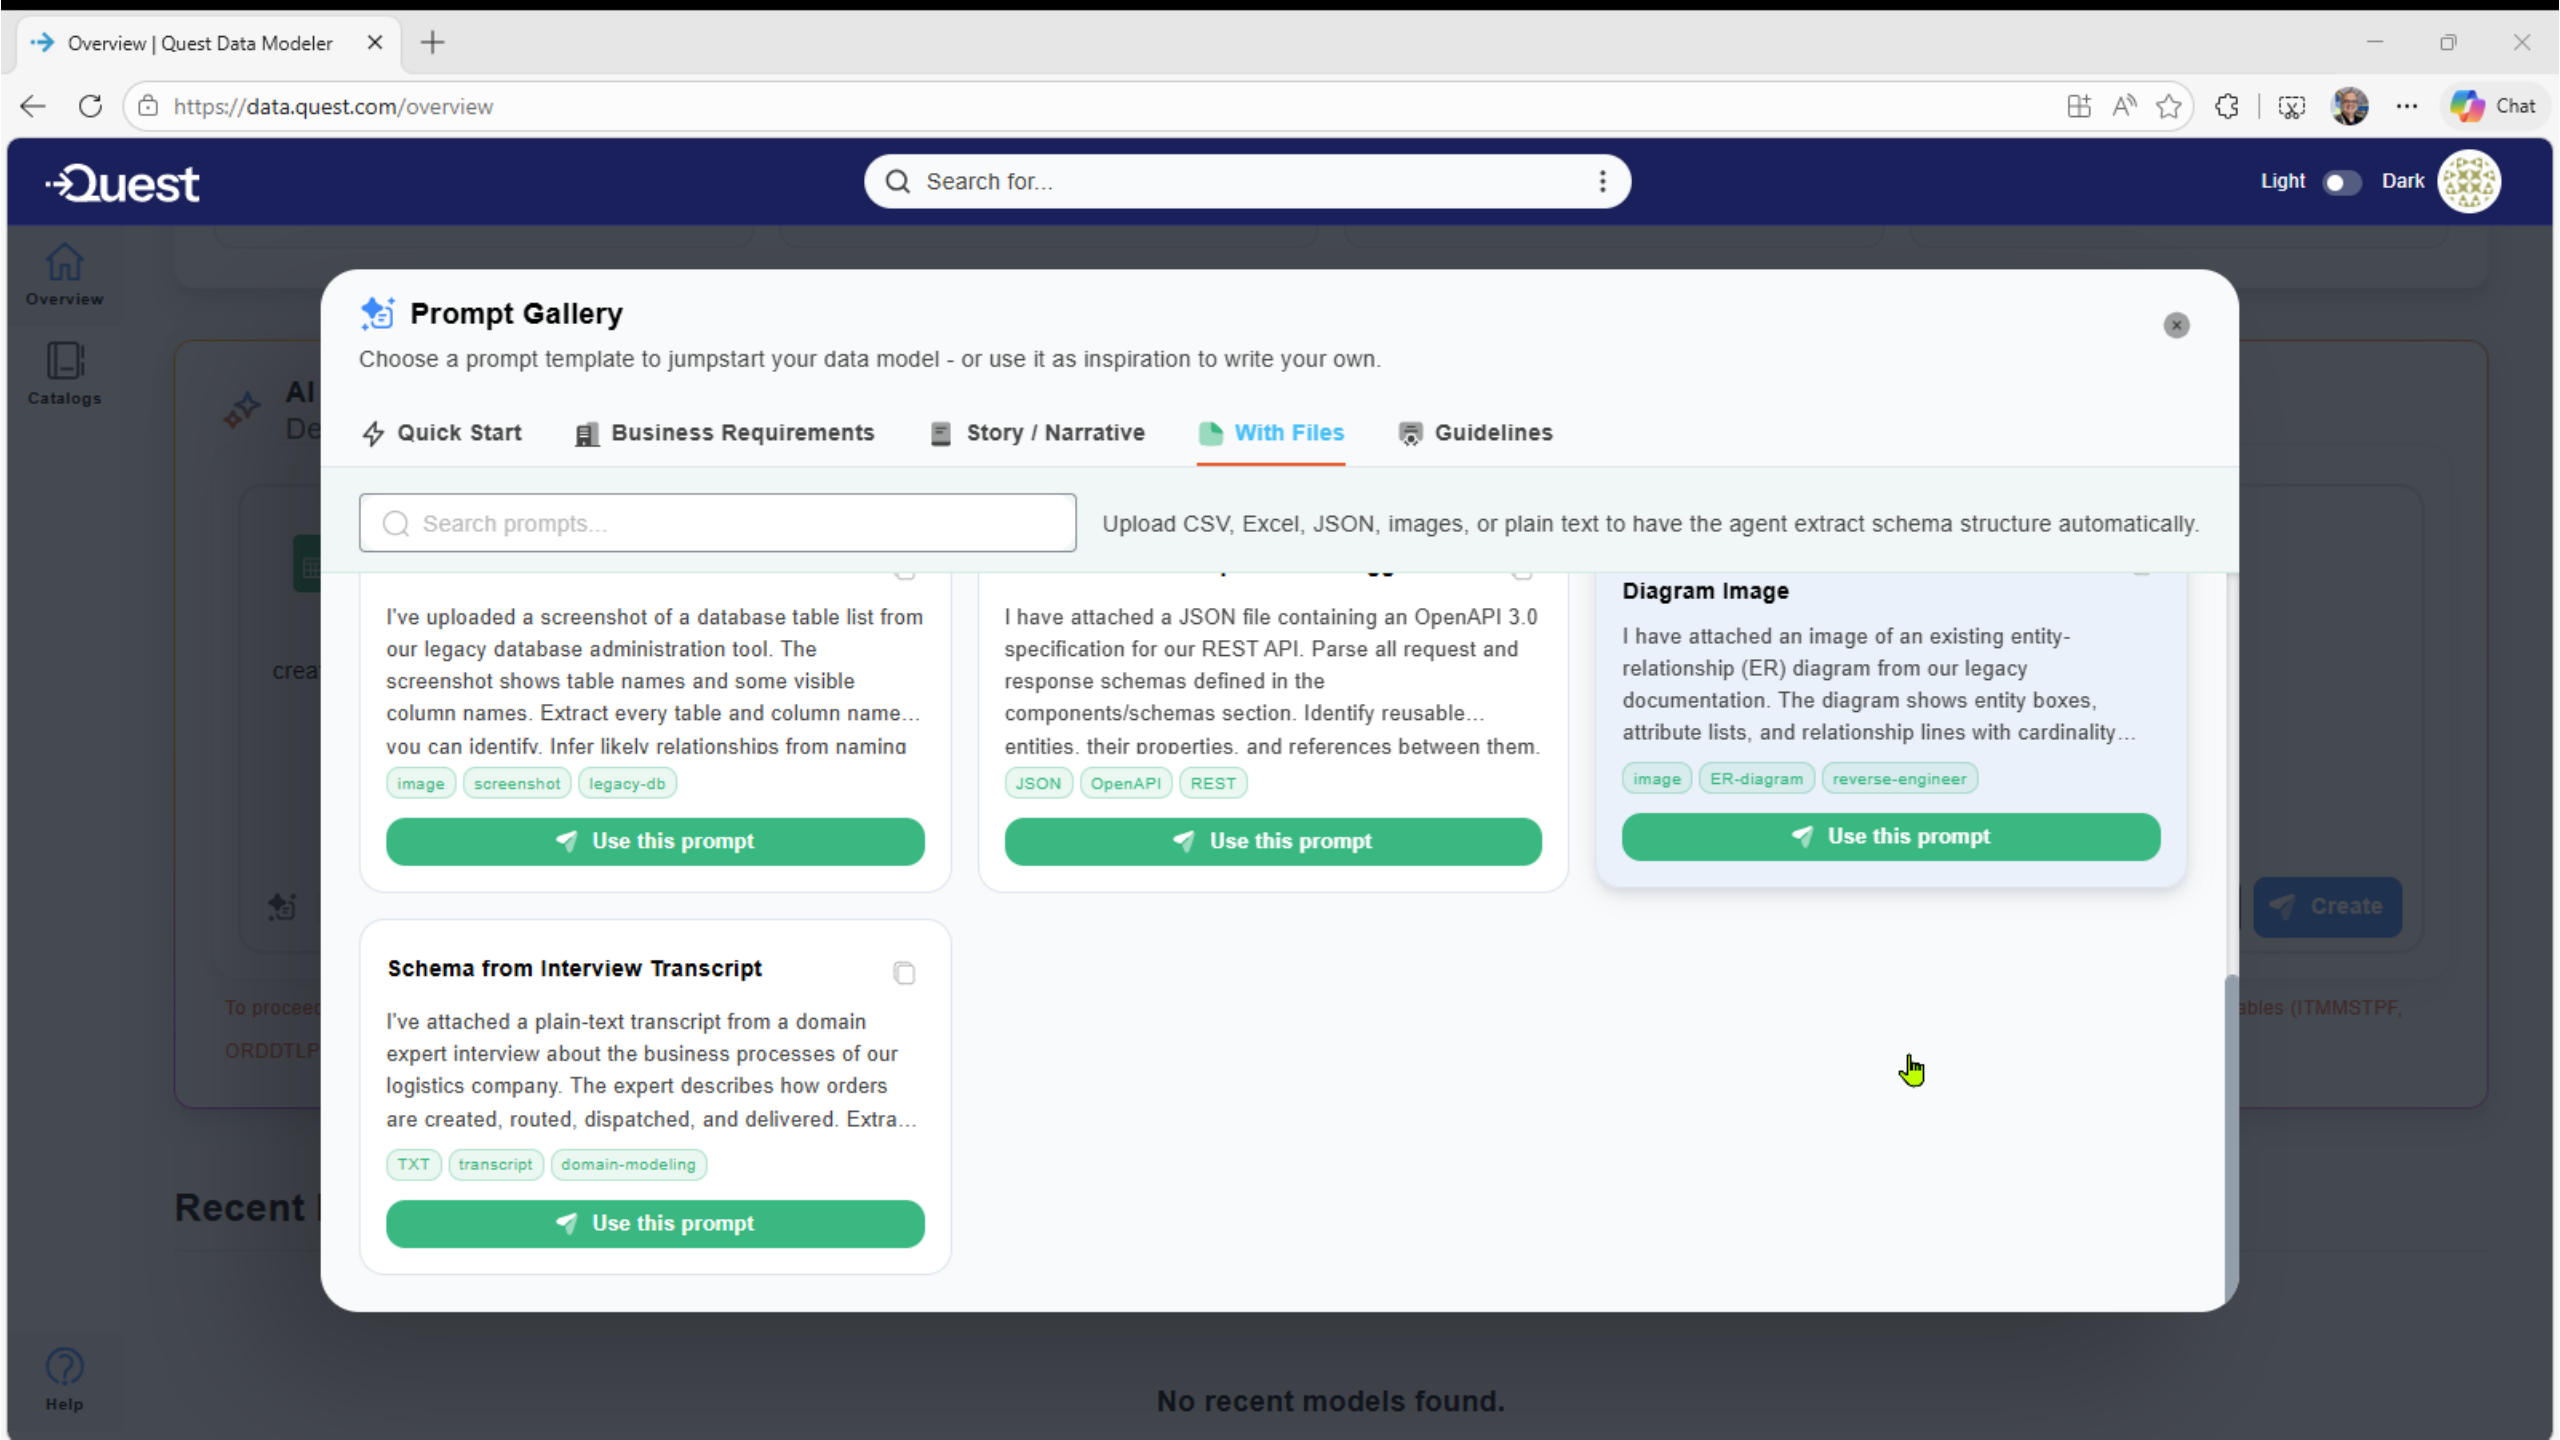 Overview | Quest Data Modeler
https://data.quest.com/overview
Chat
Quest
Search for...
Light
Dark
Overview
Catalogs
AI
De
Prompt Gallery
Choose a prompt template to jumpstart your data model - or use it as inspiration to write your own.
Quick Start
Business Requirements
Story / Narrative
With Files
Guidelines
Search prompts...
Upload CSV, Excel, JSON, images, or plain text to have the agent extract schema structure automatically.
I've uploaded a screenshot of a database table list from
our legacy database administration tool. The
screenshot shows table names and some visible
column names. Extract every table and column name...
you can identify. Infer likely relationships from naming
image
screenshot
legacy-db
Use this prompt
I have attached a JSON file containing an OpenAPI 3.0
specification for our REST API. Parse all request and
response schemas defined in the
components/schemas section. Identify reusable...
entities, their properties, and references between them.
JSON
OpenAPI
REST
Use this prompt
Diagram Image
I have attached an image of an existing entity-
relationship (ER) diagram from our legacy
documentation. The diagram shows entity boxes,
attribute lists, and relationship lines with cardinality...
image
ER-diagram
reverse-engineer
Use this prompt
Schema from Interview Transcript
I've attached a plain-text transcript from a domain
expert interview about the business processes of our
logistics company. The expert describes how orders
are created, routed, dispatched, and delivered. Extra...
TXT
transcript
domain-modeling
Use this prompt
crea
Create
To proceed
ables (ITMMSTPF,
ORDDTLP
Recent
No recent models found.
Help